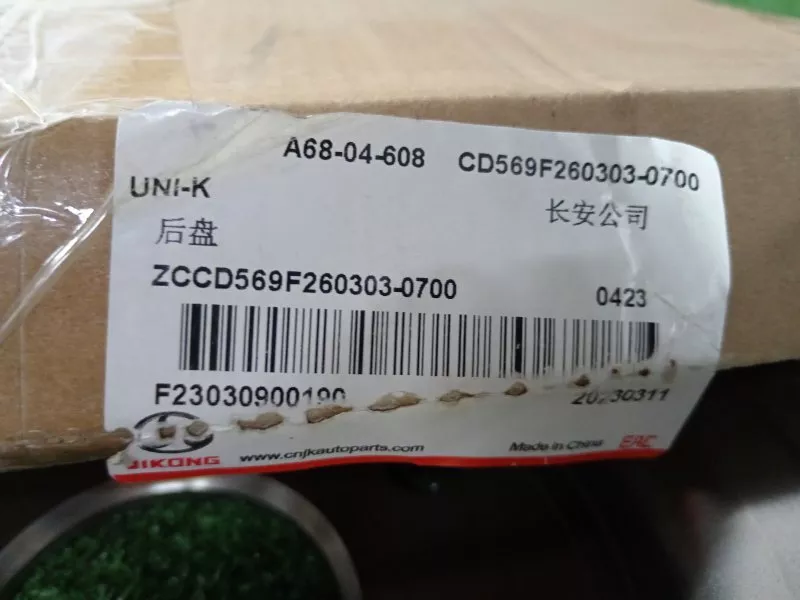 A68-04-608 CD569F260303-0700
UNI-K 长安公司
后盘
ZCCD569F260303-0700 0423
F23030900190 20230311
JIKONG www.cnjkautoparts.com Made in China EAC